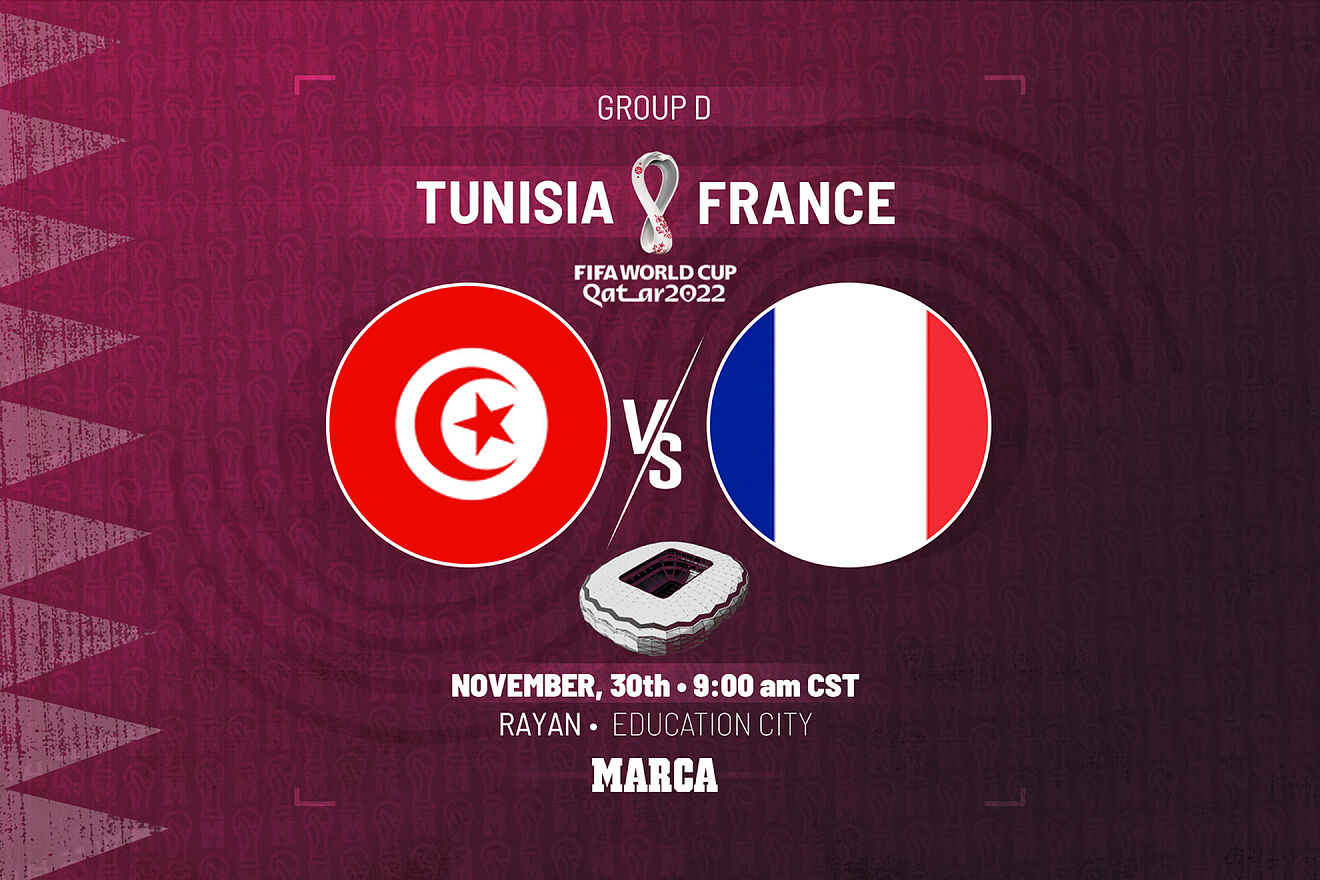 GROUP D
TUNISIA FRANCE
FIFA WORLD CUP
Qatar2022
VS
NOVEMBER, 30th • 9:00 am CST
RAYAN • EDUCATION CITY
MARCA